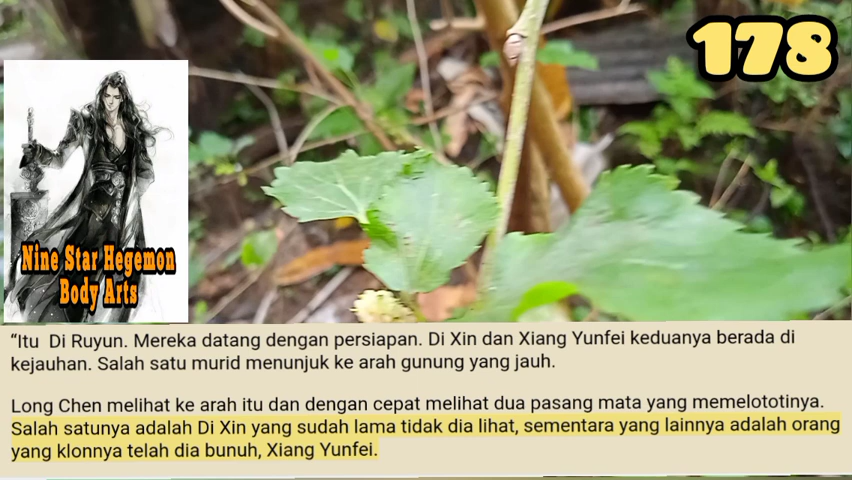 178
Nine Star Hegemon
Body Arts
“Itu Di Ruyun. Mereka datang dengan persiapan. Di Xin dan Xiang Yunfei keduanya berada di
kejauhan. Salah satu murid menunjuk ke arah gunung yang jauh.
Long Chen melihat ke arah itu dan dengan cepat melihat dua pasang mata yang memelototinya.
Salah satunya adalah Di Xin yang sudah lama tidak dia lihat, sementara yang lainnya adalah orang
yang klonnya telah dia bunuh, Xiang Yunfei.